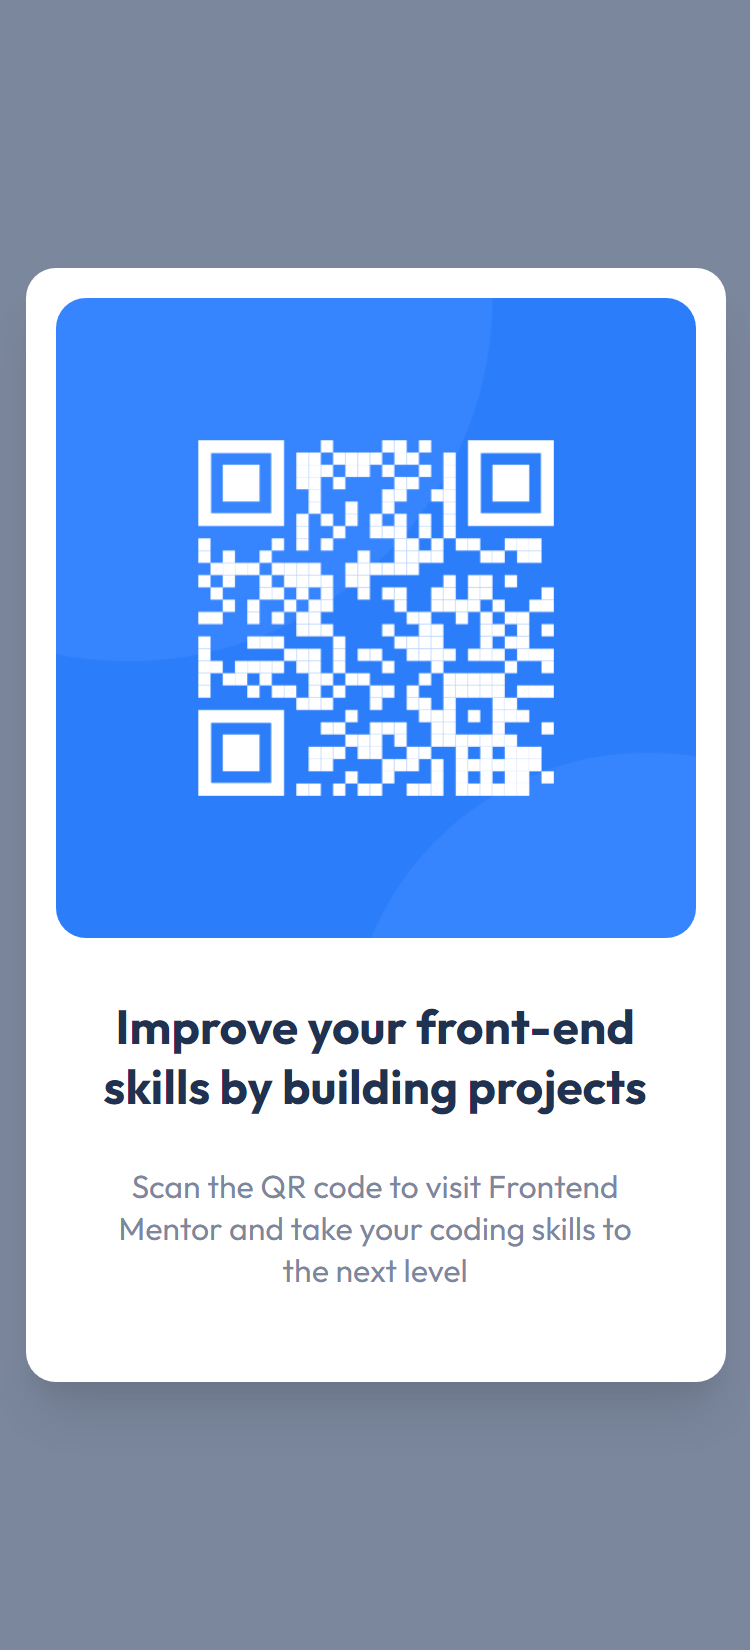 Improve your front-end
skills by building projects
Scan the QR code to visit Frontend
Mentor and take your coding skills to
the next level